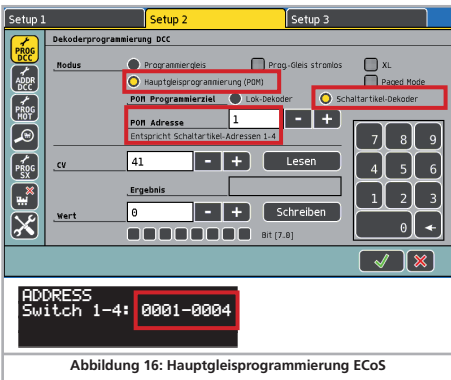 Setup 1 Setup 2 Setup 3
Dekoderprogrammierung DCC
PROG DCC
ADDR DCC
PROG MOT
PROG SX
Modus Programmiergleis Prog.-Gleis stromlos XL
Hauptgleisprogrammierung (POM) Paged Mode
POM Programmierziel Lok-Dekoder Schaltartikel-Dekoder
POM Adresse 1 - +
Entspricht Schaltartikel-Adressen 1-4
CV 41 - + Lesen
Ergebnis
Wert 0 - + Schreiben
Bit [7..0]
7 8 9
4 5 6
1 2 3
0
ADDRESS
Switch 1-4: 0001-0004
Abbildung 16: Hauptgleisprogrammierung ECoS